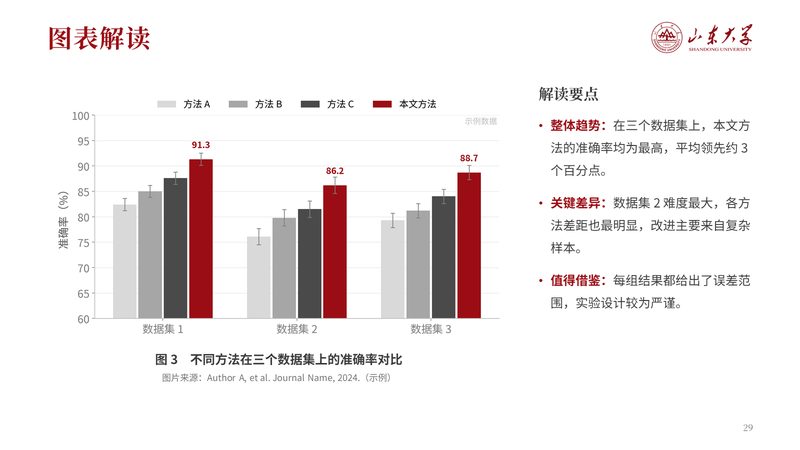 图表解读
山东大学
SHANDONG UNIVERSITY
方法 A
方法 B
方法 C
本文方法
示例数据
准确率（%）
100
95
90
85
80
75
70
65
60
91.3
86.2
88.7
数据集 1
数据集 2
数据集 3
图 3　不同方法在三个数据集上的准确率对比
图片来源：Author A, et al. Journal Name, 2024.（示例）
解读要点
• 整体趋势：在三个数据集上，本文方
法的准确率均为最高，平均领先约 3
个百分点。
• 关键差异：数据集 2 难度最大，各方
法差距也最明显，改进主要来自复杂
样本。
• 值得借鉴：每组结果都给出了误差范
围，实验设计较为严谨。
29